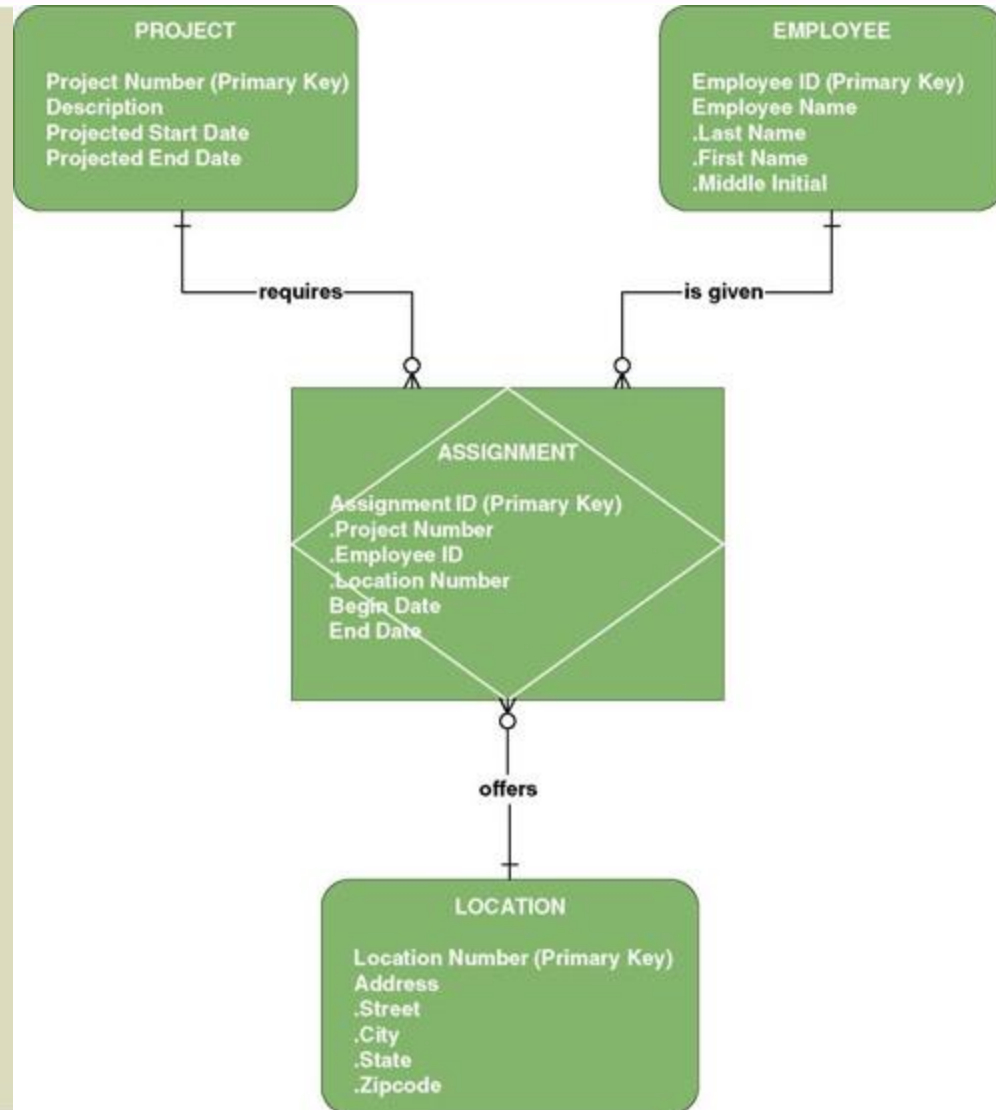 PROJECT
Project Number (Primary Key)
Description
Projected Start Date
Projected End Date
EMPLOYEE
Employee ID (Primary Key)
Employee Name
.Last Name
.First Name
.Middle Initial
requires
is given
ASSIGNMENT
Assignment ID (Primary Key)
.Project Number
.Employee ID
.Location Number
Begin Date
End Date
offers
LOCATION
Location Number (Primary Key)
Address
.Street
.City
.State
.Zipcode